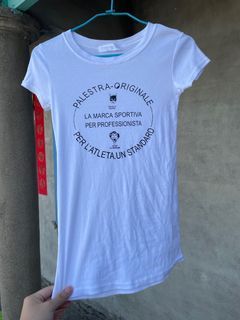 PALESTRA-ORIGINALE
LA MARCA SPORTIVA
PER PROFESSIONISTA
PER L'ATLETA.UN STANDARD